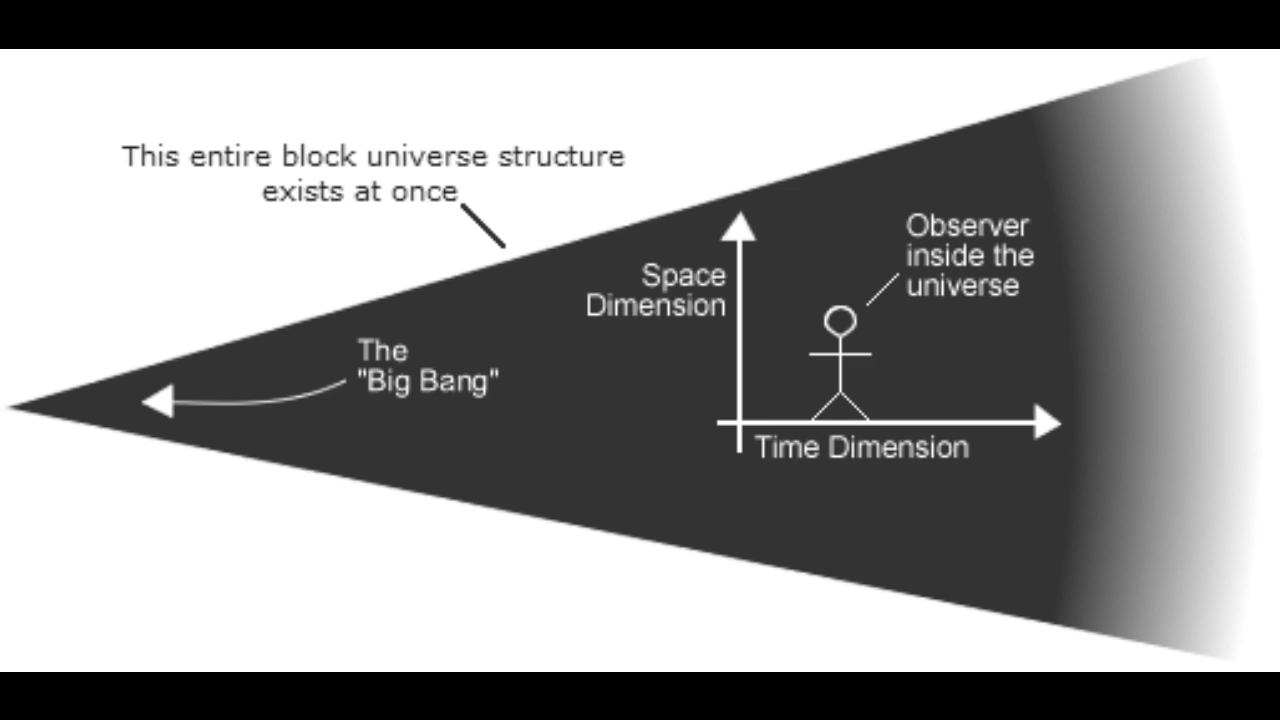 This entire block universe structure
exists at once
Observer
inside the
universe
Space
Dimension
The
"Big Bang"
Time Dimension